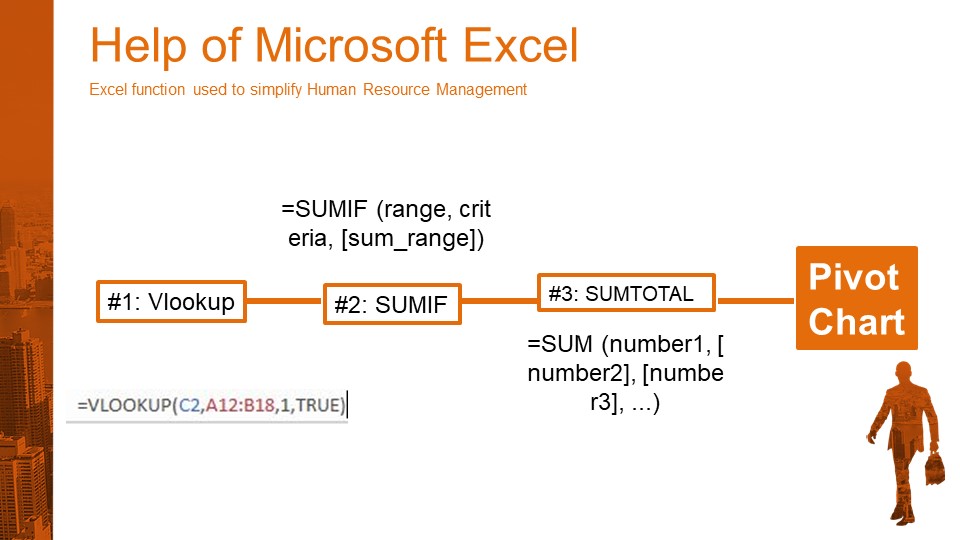 Help of Microsoft Excel
Excel function used to simplify Human Resource Management
=SUMIF (range, crit
eria, [sum_range])
#1: Vlookup
#2: SUMIF
#3: SUMTOTAL
Pivot
Chart
=SUM (number1, [
number2], [numbe
r3], ...)
=VLOOKUP(C2,A12:B18,1,TRUE)